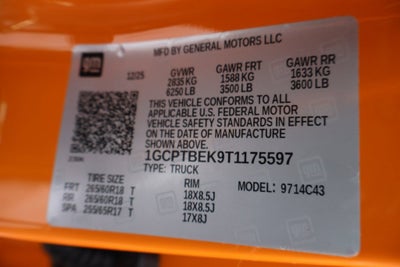 gm
MFD BY GENERAL MOTORS LLC
12/25 GVWR GAWR FRT GAWR RR
2835 KG 1588 KG 1633 KG
6250 LB 3500 LB 3600 LB
THIS VEHICLE CONFORMS TO ALL
APPLICABLE U.S. FEDERAL MOTOR
VEHICLE SAFETY STANDARDS IN EFFECT
ON THE DATE OF MANUFACTURE
SHOWN ABOVE.
1GCPTBEK9T1175597
TYPE: TRUCK
TIRE SIZE RIM MODEL: 9714C43
FRT 265/60R18 T 18X8.5J
RR 265/60R18 T 18X8.5J
SPA 255/65R17 T 17X8J